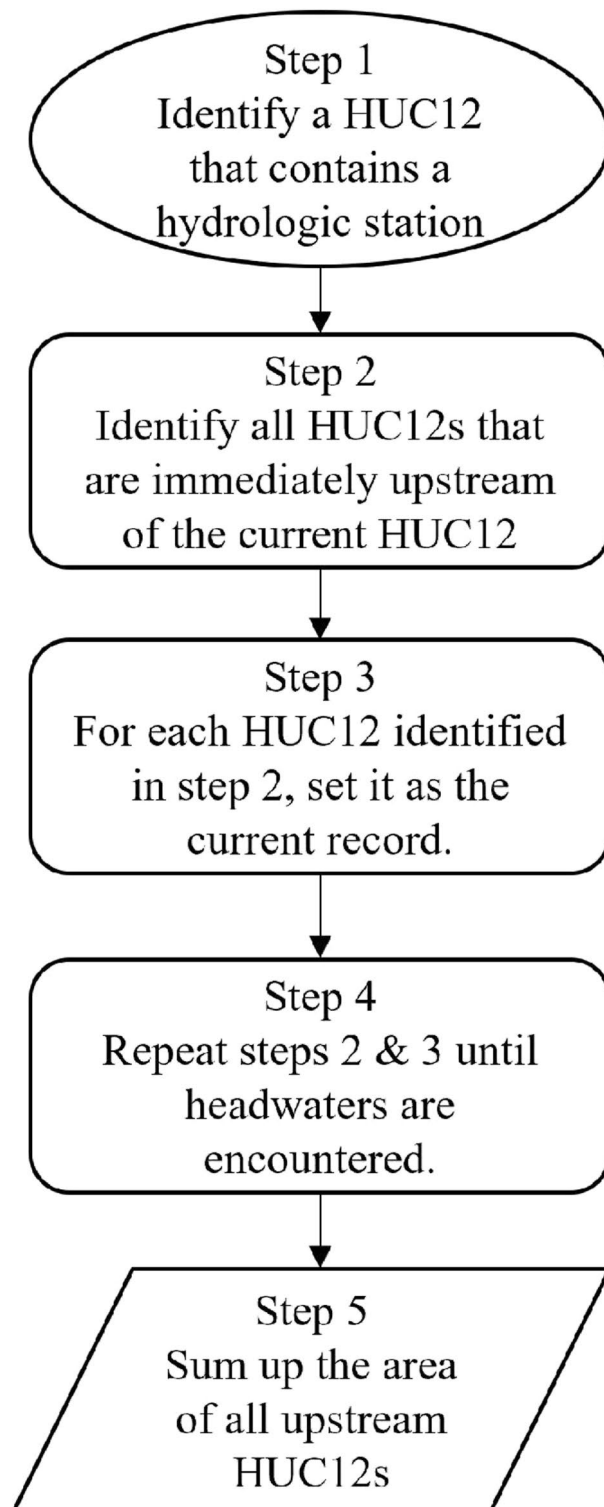 Step 1
Identify a HUC12
that contains a
hydrologic station
Step 2
Identify all HUC12s that
are immediately upstream
of the current HUC12
Step 3
For each HUC12 identified
in step 2, set it as the
current record.
Step 4
Repeat steps 2 & 3 until
headwaters are
encountered.
Step 5
Sum up the area
of all upstream
HUC12s